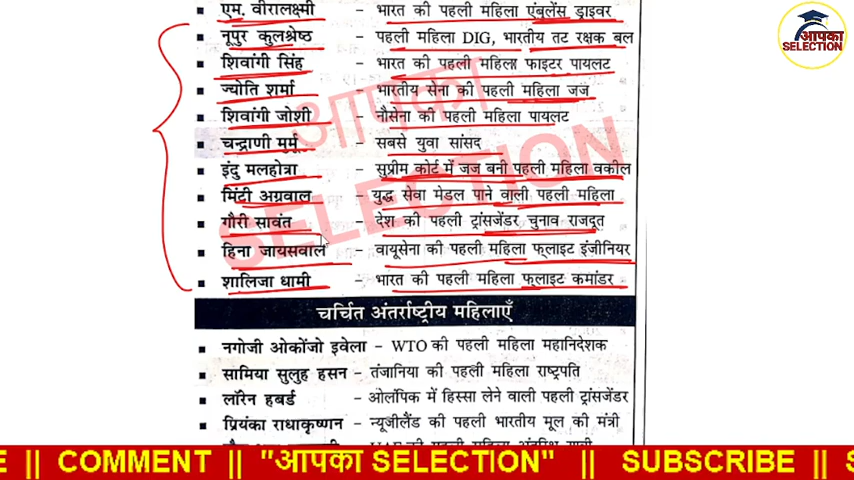 एम. वीरालक्ष्मी - भारत की पहली महिला एंबुलेंस ड्राइवर
नूपुर कुलश्रेष्ठ - पहली महिला DIG, भारतीय तट रक्षक बल
शिवांगी सिंह - भारत की पहली महिला फाइटर पायलट
ज्योति शर्मा - भारतीय सेना की पहली महिला जज
शिवांगी जोशी - नौसेना की पहली महिला पायलट
चन्द्राणी मुर्मू - सबसे युवा सांसद
इंदु मलहोत्रा - सुप्रीम कोर्ट में जज बनी पहली महिला वकील
मिंटी अग्रवाल - युद्ध सेवा मेडल पाने वाली पहली महिला
गौरी सावंत - देश की पहली ट्रांसजेंडर चुनाव राजदूत
हिना जायसवाल - वायुसेना की पहली महिला फ्लाइट इंजीनियर
शालिजा धामी - भारत की पहली महिला फ्लाइट कमांडर
चर्चित अंतर्राष्ट्रीय महिलाएँ
नगोजी ओकोंजो इवेला - WTO की पहली महिला महानिदेशक
सामिया सुलुह हसन - तंजानिया की पहली महिला राष्ट्रपति
लॉरेन हबर्ड - ओलंपिक में हिस्सा लेने वाली पहली ट्रांसजेंडर
प्रियंका राधाकृष्णन - न्यूजीलैंड की पहली भारतीय मूल की मंत्री
आपका
SELECTION
आपका
SELECTION
E || COMMENT || "आपका SELECTION" || SUBSCRIBE || S